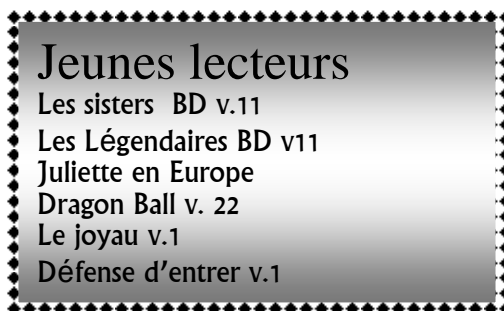 Jeunes lecteurs
Les sisters  BD v.11
Les Légendaires BD v11
Juliette en Europe
Dragon Ball v. 22
Le joyau v.1
Défense d'entrer v.1